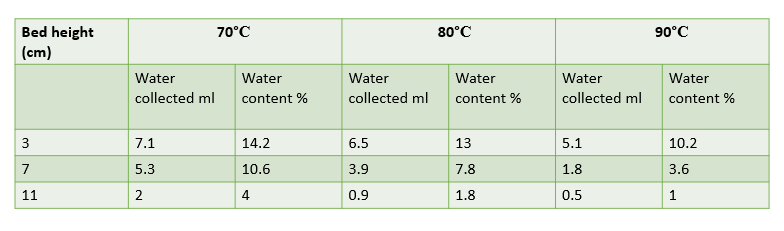 Bed height (cm) 70°C 80°C 90°C
Water collected ml Water content % Water collected ml Water content % Water collected ml Water content %
3 7.1 14.2 6.5 13 5.1 10.2
7 5.3 10.6 3.9 7.8 1.8 3.6
11 2 4 0.9 1.8 0.5 1